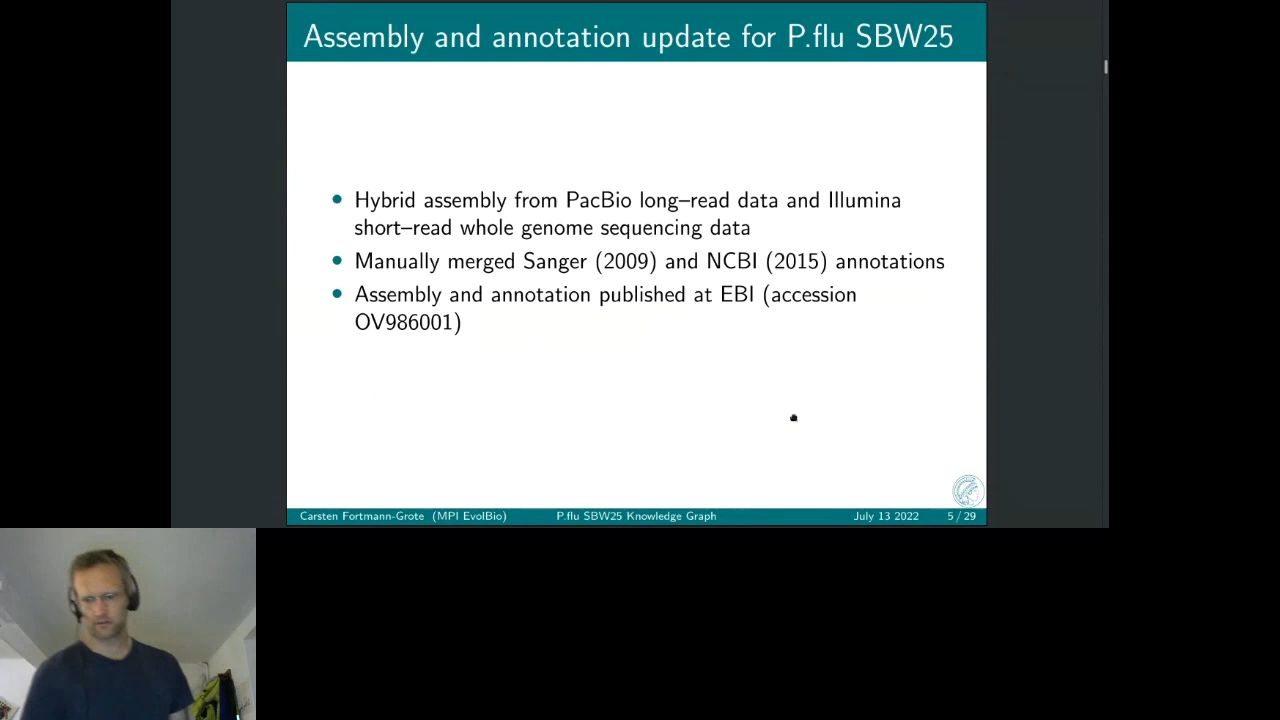 Assembly and annotation update for P.flu SBW25
Hybrid assembly from PacBio long–read data and Illumina
short–read whole genome sequencing data
Manually merged Sanger (2009) and NCBI (2015) annotations
Assembly and annotation published at EBI (accession
OV986001)
Carsten Fortmann-Grote (MPI EvolBio) P.flu SBW25 Knowledge Graph July 13 2022 5 / 29